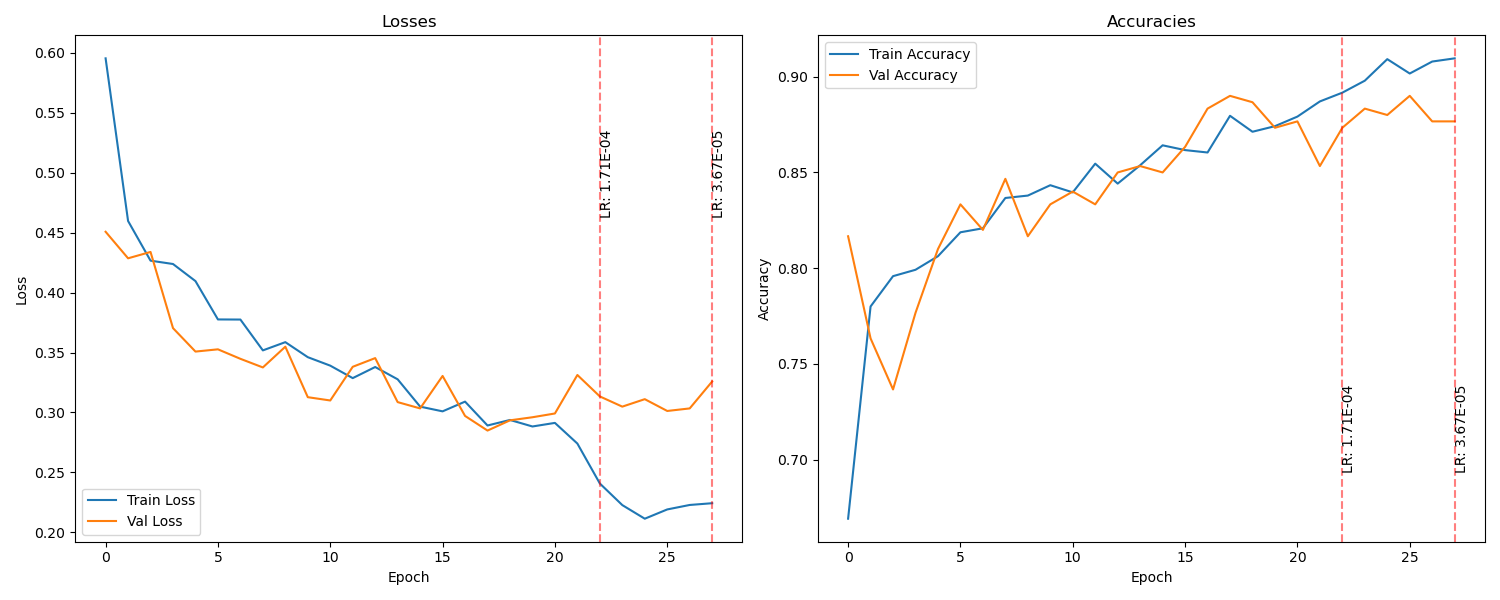 Losses
Loss
0.60
0.55
0.50
0.45
0.40
0.35
0.30
0.25
0.20
LR: 1.71E-04
LR: 3.67E-05
Train Loss
Val Loss
0 5 10 15 20 25
Epoch
Accuracies
Accuracy
0.90
0.85
0.80
0.75
0.70
Train Accuracy
Val Accuracy
LR: 1.71E-04
LR: 3.67E-05
0 5 10 15 20 25
Epoch